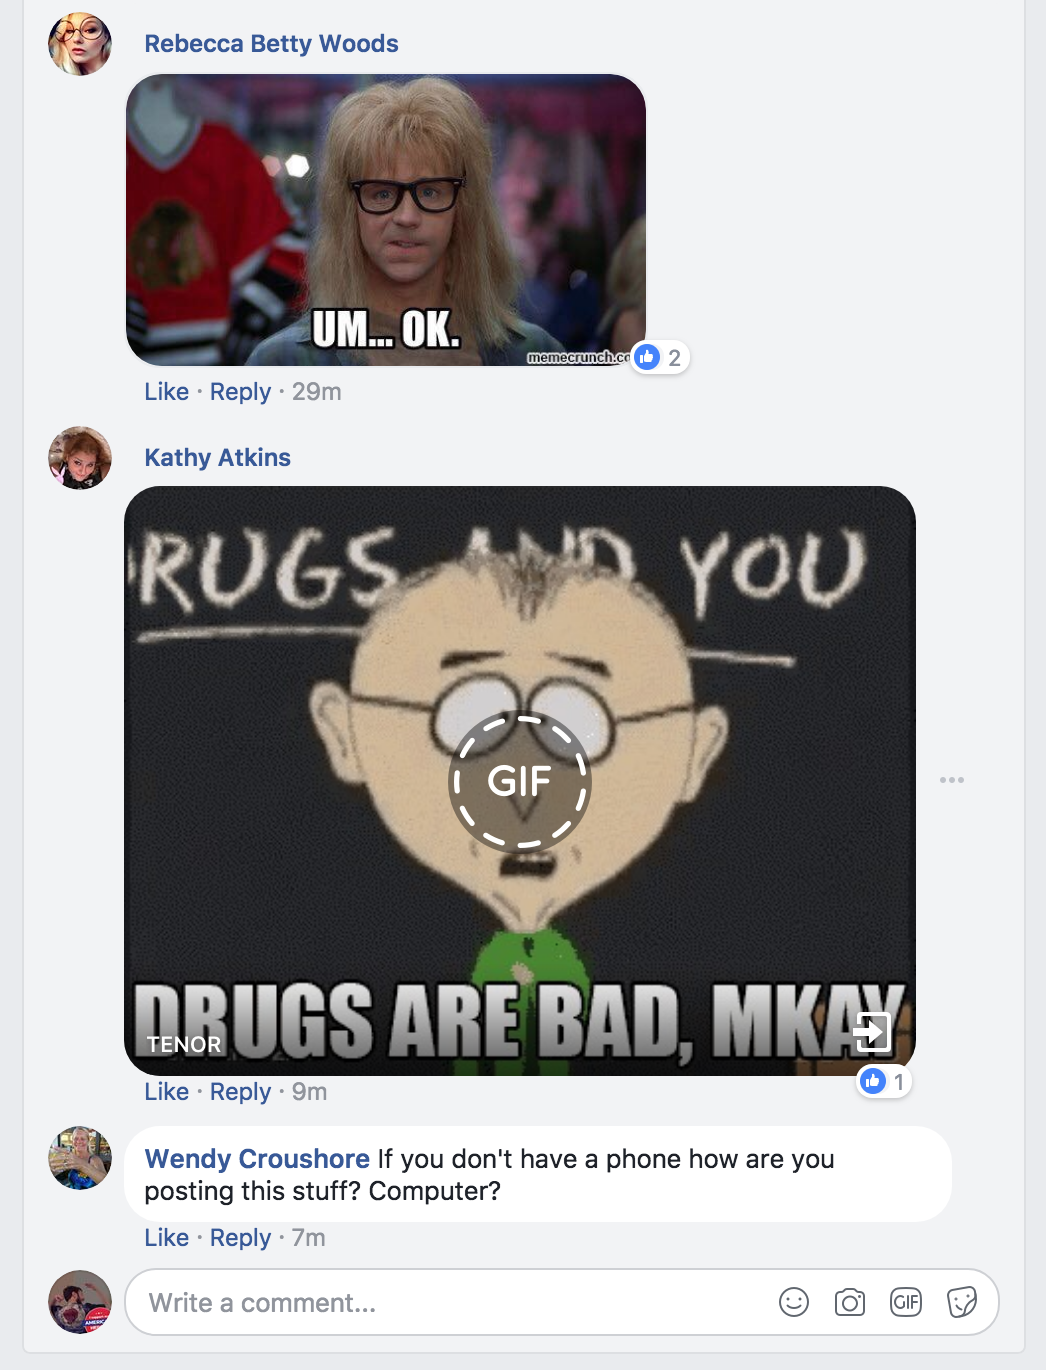 Rebecca Betty Woods
UM... OK.
memecrunch.co
2
Like · Reply · 29m
Kathy Atkins
RUGS AND YOU
GIF
DRUGS ARE BAD, MKAY
TENOR
1
Like · Reply · 9m
Wendy Croushore If you don't have a phone how are you
posting this stuff? Computer?
Like · Reply · 7m
Write a comment...
GIF